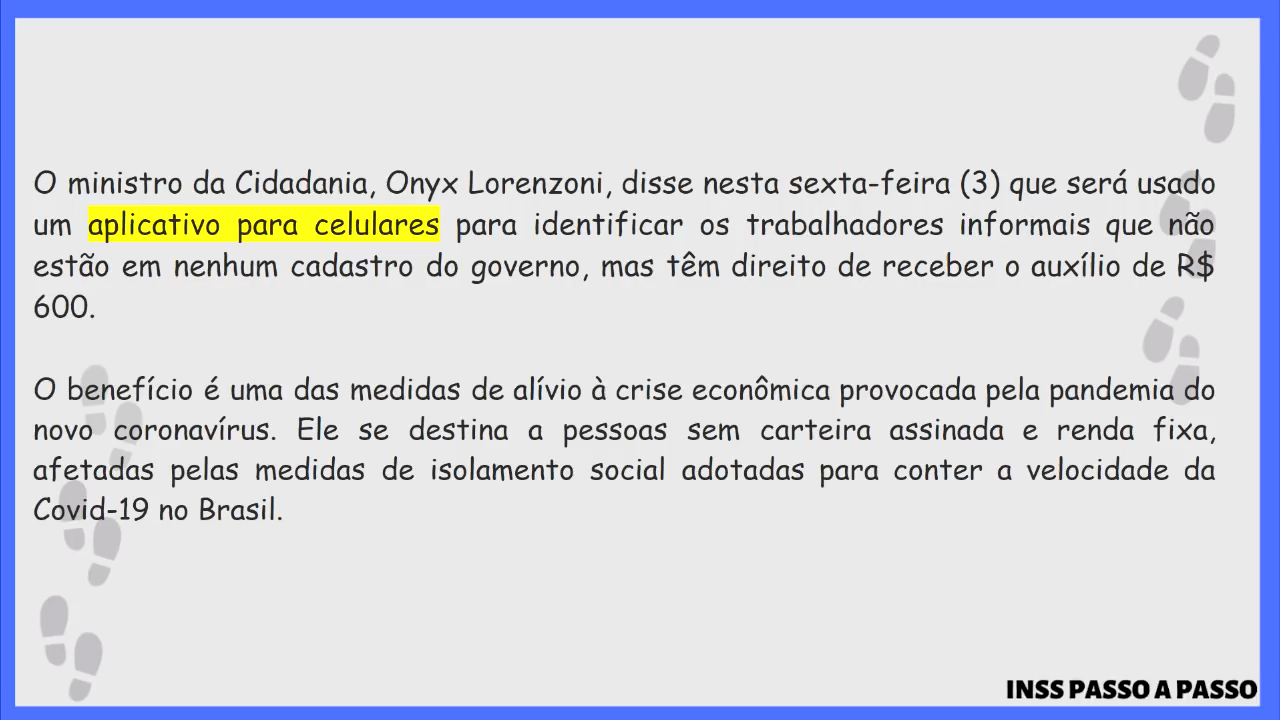 O ministro da Cidadania, Onyx Lorenzoni, disse nesta sexta-feira (3) que será usado
um aplicativo para celulares para identificar os trabalhadores informais que não
estão em nenhum cadastro do governo, mas têm direito de receber o auxílio de R$
600.
O benefício é uma das medidas de alívio à crise econômica provocada pela pandemia do
novo coronavírus. Ele se destina a pessoas sem carteira assinada e renda fixa,
afetadas pelas medidas de isolamento social adotadas para conter a velocidade da
Covid-19 no Brasil.
INSS PASSO A PASSO